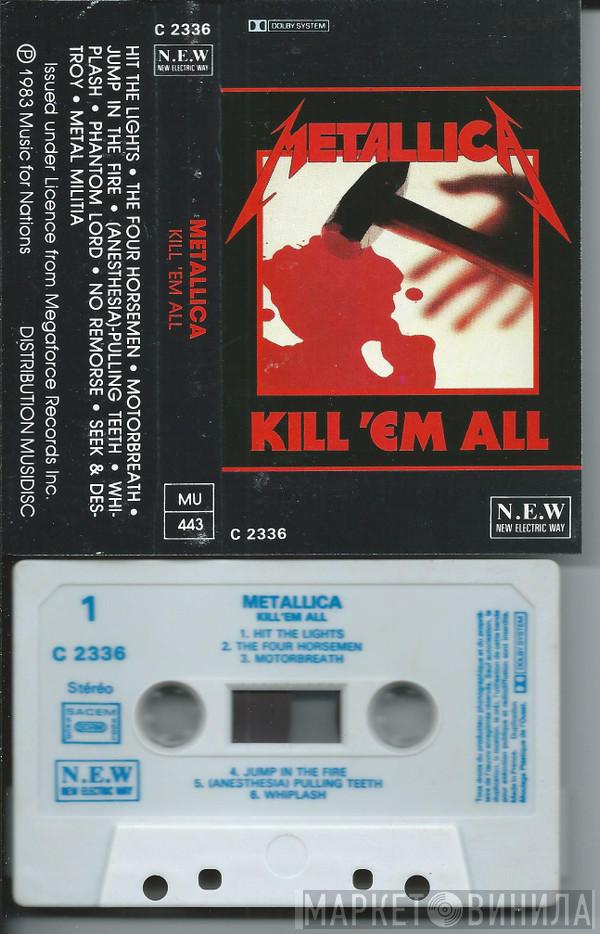 C 2336
DOLBY SYSTEM
N.E.W
NEW ELECTRIC WAY
HIT THE LIGHTS • THE FOUR HORSEMEN • MOTORBREATH •
JUMP IN THE FIRE • (ANESTHESIA)-PULLING TEETH • WHI-
PLASH • PHANTOM LORD • NO REMORSE • SEEK & DES-
TROY • METAL MILITIA
Issued under Licence from Megaforce Records Inc.
Ⓟ 1983 Music for Nations
DISTRIBUTION MUSIDISC
METALLICA
KILL 'EM ALL
MU
443
METALLICA
KILL 'EM ALL
C 2336
N.E.W
NEW ELECTRIC WAY
1
METALLICA
KILL 'EM ALL
1. HIT THE LIGHTS
2. THE FOUR HORSEMEN
3. MOTORBREATH
C 2336
Stéréo
SACEM
N.E.W
NEW ELECTRIC WAY
4. JUMP IN THE FIRE
5. (ANESTHESIA) PULLING TEETH
6. WHIPLASH
DOLBY SYSTEM
МАРКЕТ ВИНИЛА